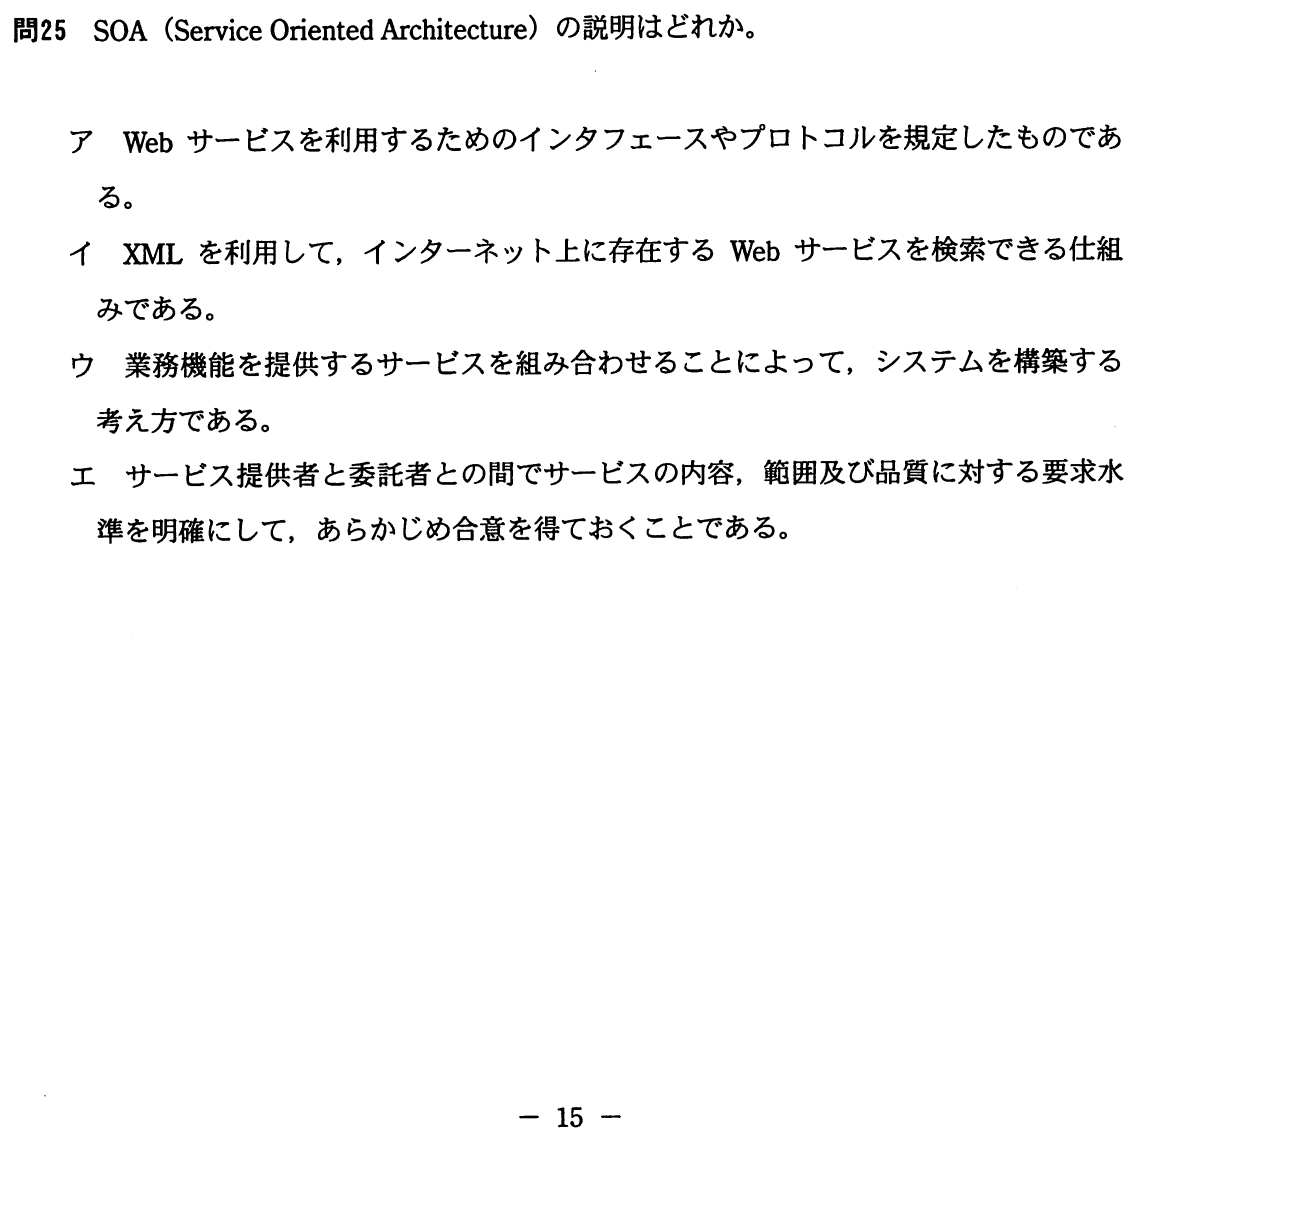 問25 SOA（Service Oriented Architecture）の説明はどれか。
ア Web サービスを利用するためのインタフェースやプロトコルを規定したものであ
る。
イ XML を利用して，インターネット上に存在する Web サービスを検索できる仕組
みである。
ウ 業務機能を提供するサービスを組み合わせることによって，システムを構築する
考え方である。
エ サービス提供者と委託者との間でサービスの内容，範囲及び品質に対する要求水
準を明確にして，あらかじめ合意を得ておくことである。
－ 15 －